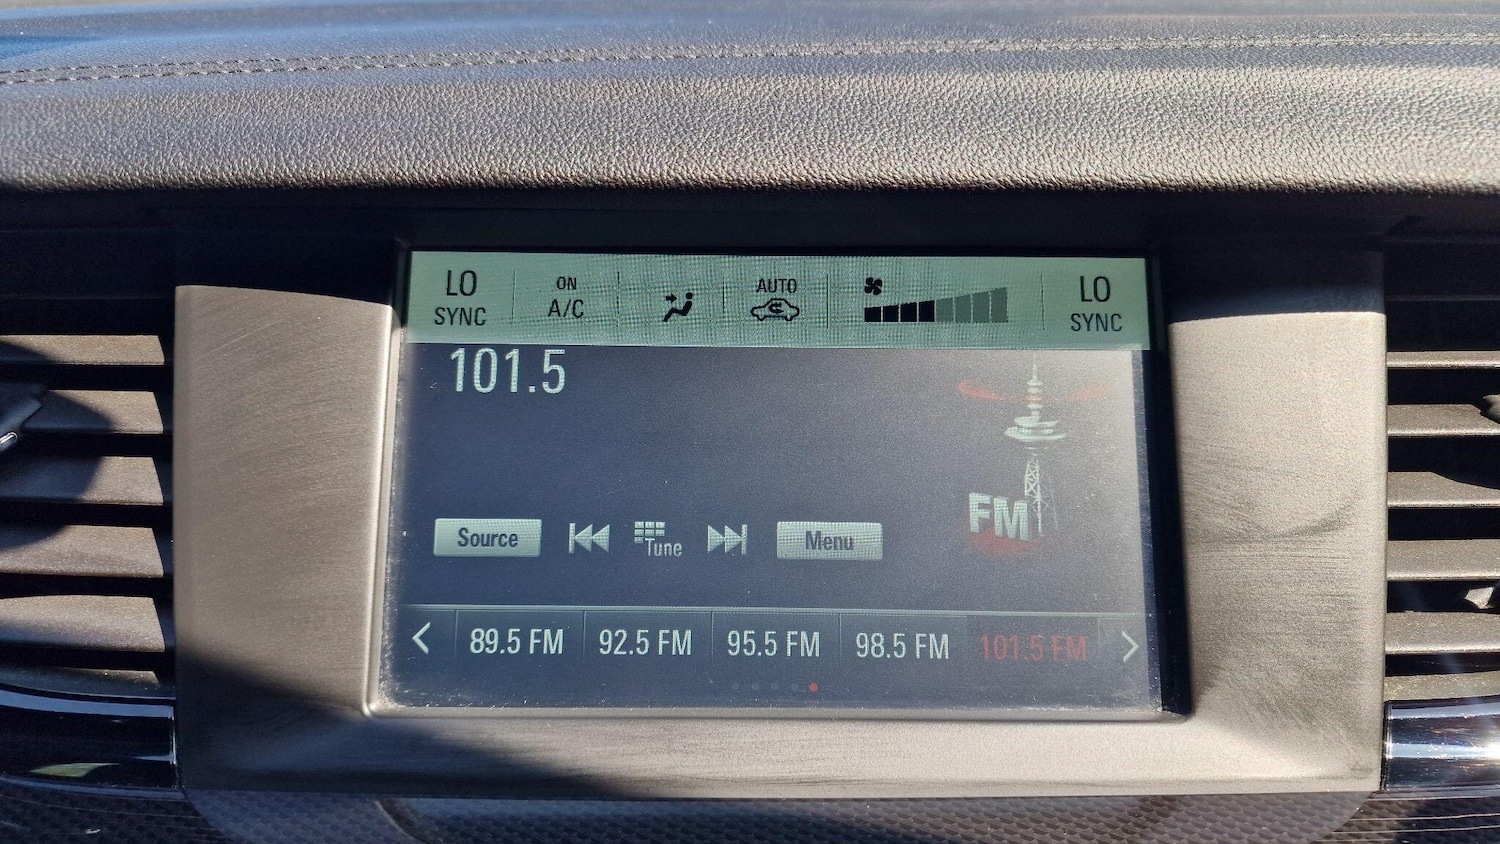 LO ON AUTO LO
SYNC A/C SYNC
101.5
FM
Source Tune Menu
89.5 FM 92.5 FM 95.5 FM 98.5 FM 101.5 FM